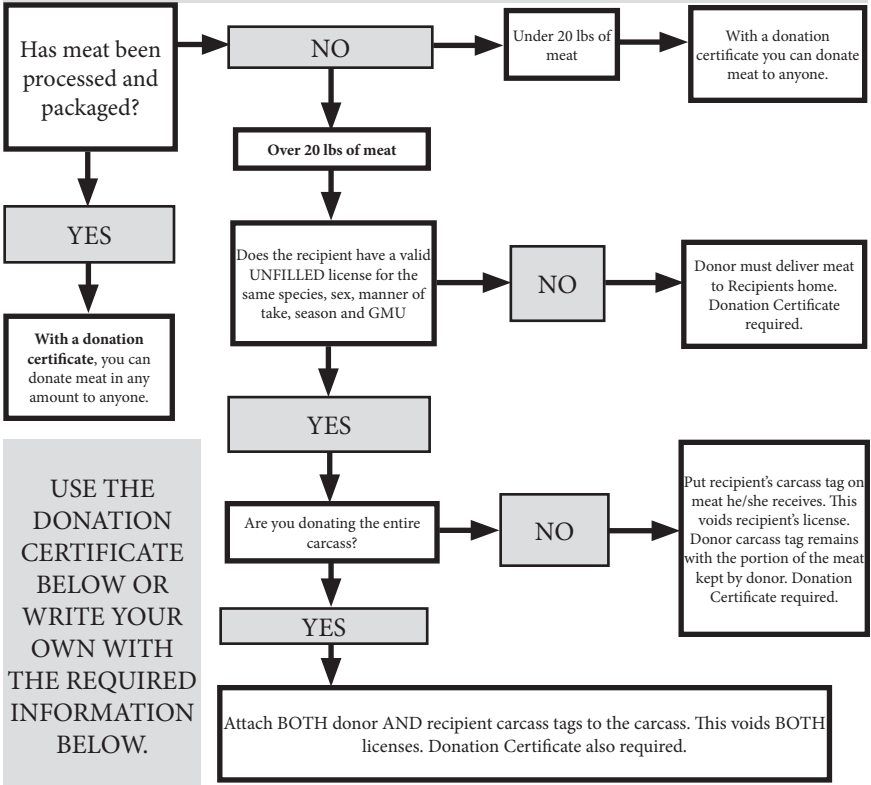 Has meat been
processed and
packaged?
NO
Under 20 lbs of
meat
With a donation
certificate you can donate
meat to anyone.
Over 20 lbs of meat
YES
Does the recipient have a valid
UNFILLED license for the
same species, sex, manner of
take, season and GMU
NO
Donor must deliver meat
to Recipients home.
Donation Certificate
required.
With a donation
certificate, you can
donate meat in any
amount to anyone.
YES
USE THE
DONATION
CERTIFICATE
BELOW OR
WRITE YOUR
OWN WITH
THE REQUIRED
INFORMATION
BELOW.
Are you donating the entire
carcass?
NO
Put recipient's carcass tag on
meat he/she receives. This
voids recipient's license.
Donor carcass tag remains
with the portion of the meat
kept by donor. Donation
Certificate required.
YES
Attach BOTH donor AND recipient carcass tags to the carcass. This voids BOTH
licenses. Donation Certificate also required.